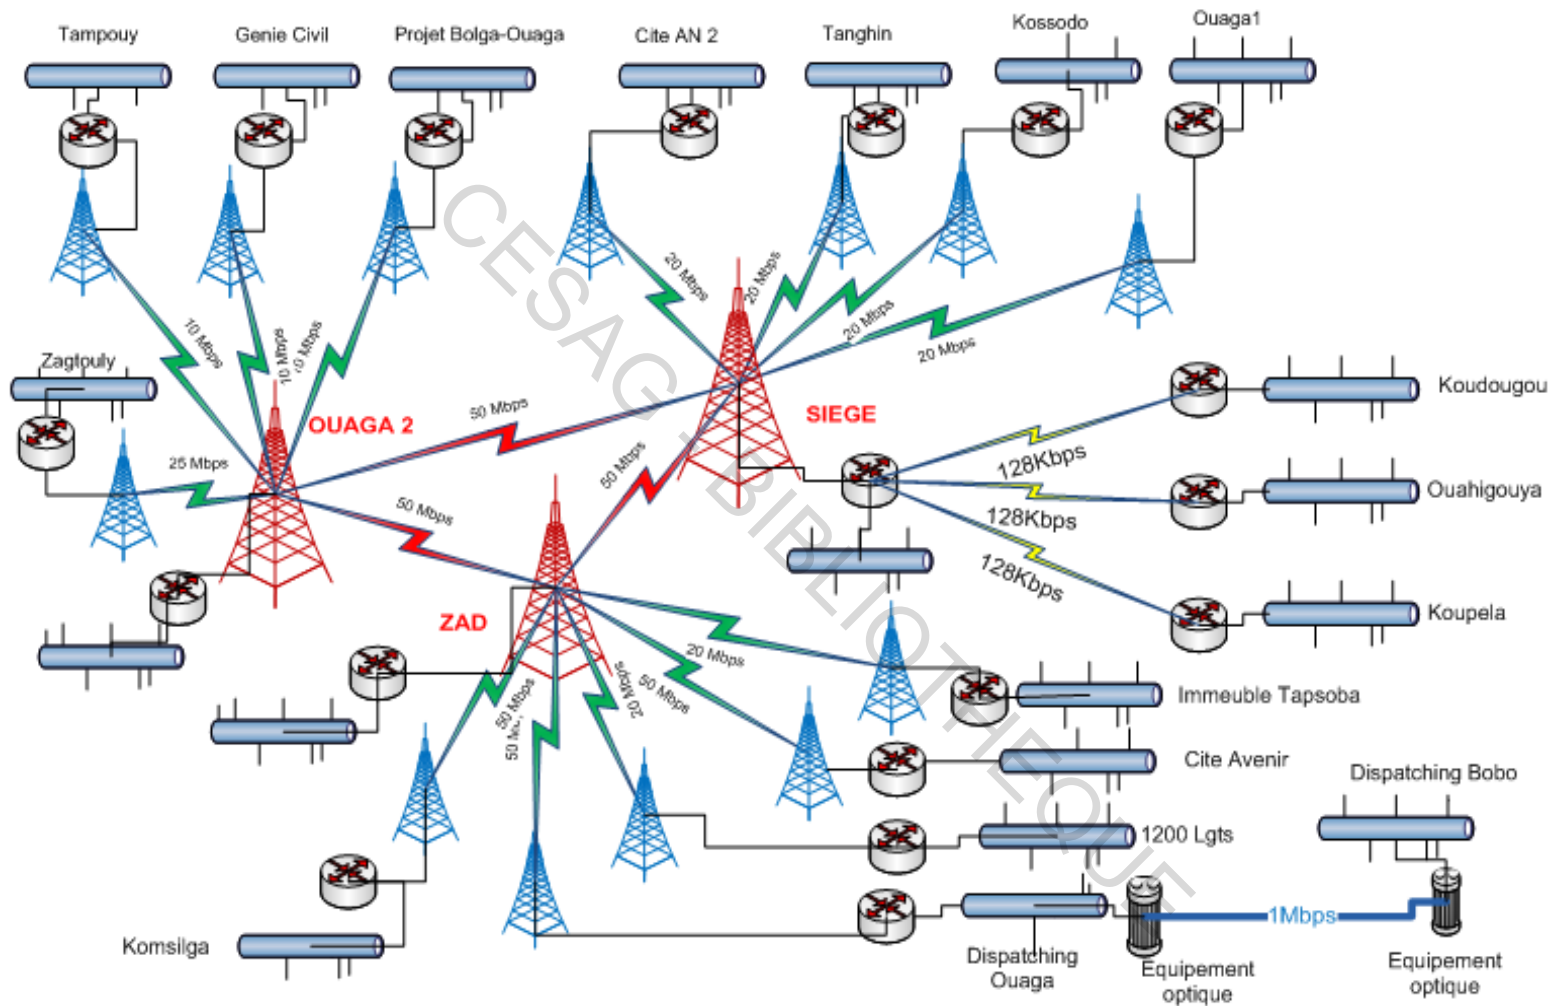 Tampouy
Genie Civil
Projet Bolga-Ouaga
Cite AN 2
Tanghin
Kossodo
Ouaga1
20 Mbps
20 Mbps
20 Mbps
20 Mbps
10 Mbps
10 Mbps
Mbps
Zagtouly
25 Mbps
OUAGA 2
50 Mbps
SIEGE
50 Mbps
50 Mbps
Koudougou
128Kbps
Ouahigouya
128Kbps
128Kbps
Koupela
ZAD
20 Mbps
50 Mbps
20 Mbps
50 Mbps
50
Immeuble Tapsoba
Cite Avenir
Dispatching Bobo
1200 Lgts
1Mbps
Komsilga
Dispatching
Ouaga
Equipement
optique
Equipement
optique
CESAG - BIBLIOTHEQUE